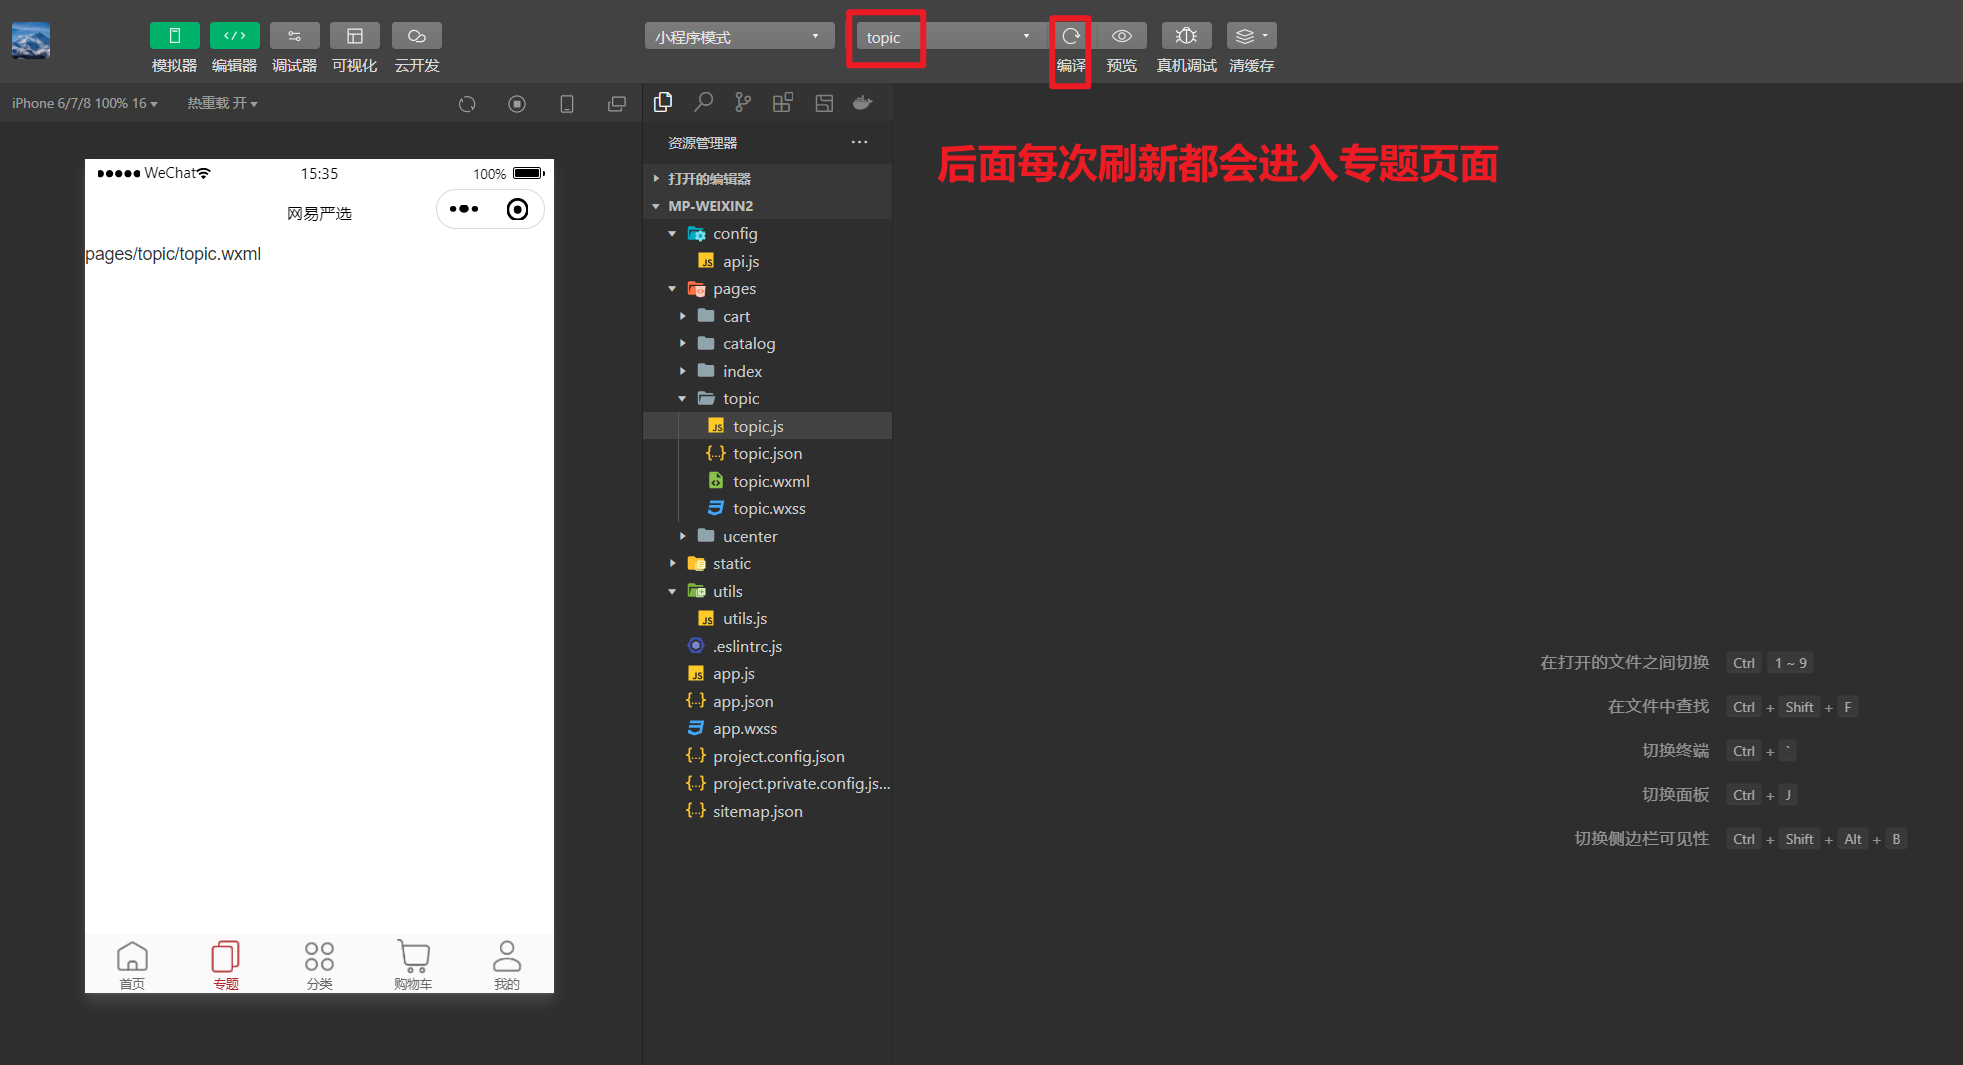 小程序模式
topic
模拟器 编辑器 调试器 可视化 云开发
编译 预览 真机调试 清缓存
iPhone 6/7/8 100% 16
热重载 开
资源管理器
打开的编辑器
MP-WEIXIN2
config
api.js
pages
cart
catalog
index
topic
topic.js
topic.json
topic.wxml
topic.wxss
ucenter
static
utils
utils.js
.eslintrc.js
app.js
app.json
app.wxss
project.config.json
project.private.config.js...
sitemap.json
WeChat 15:35 100%
网易严选
pages/topic/topic.wxml
首页 专题 分类 购物车 我的
后面每次刷新都会进入专题页面
在打开的文件之间切换 Ctrl 1 ~ 9
在文件中查找 Ctrl + Shift + F
切换终端 Ctrl + `
切换面板 Ctrl + J
切换侧边栏可见性 Ctrl + Shift + Alt + B